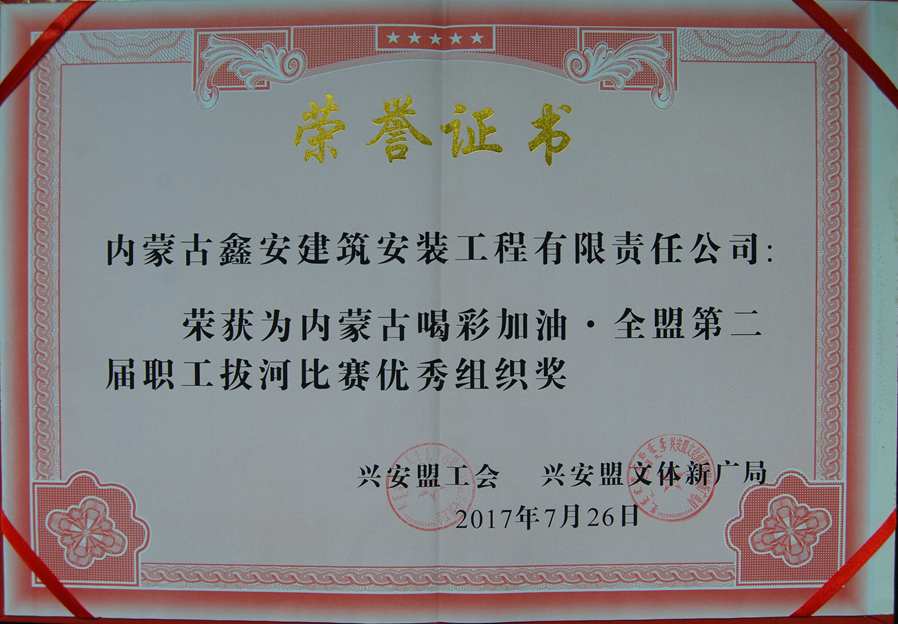 荣誉证书
内蒙古鑫安建筑安装工程有限责任公司:
荣获为内蒙古喝彩加油·全盟第二
届职工拔河比赛优秀组织奖
兴安盟工会 兴安盟文体新广局
2017年7月26日